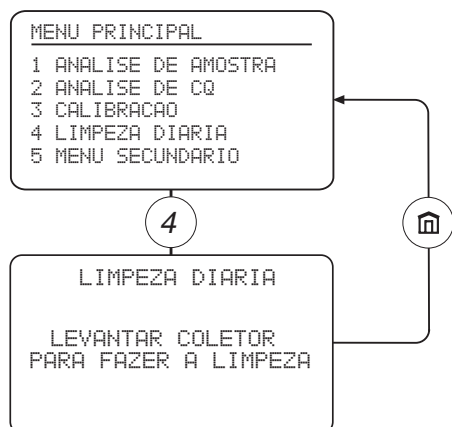 MENU PRINCIPAL
1 ANALISE DE AMOSTRA
2 ANALISE DE CQ
3 CALIBRACAO
4 LIMPEZA DIARIA
5 MENU SECUNDARIO
4
LIMPEZA DIARIA
LEVANTAR COLETOR
PARA FAZER A LIMPEZA